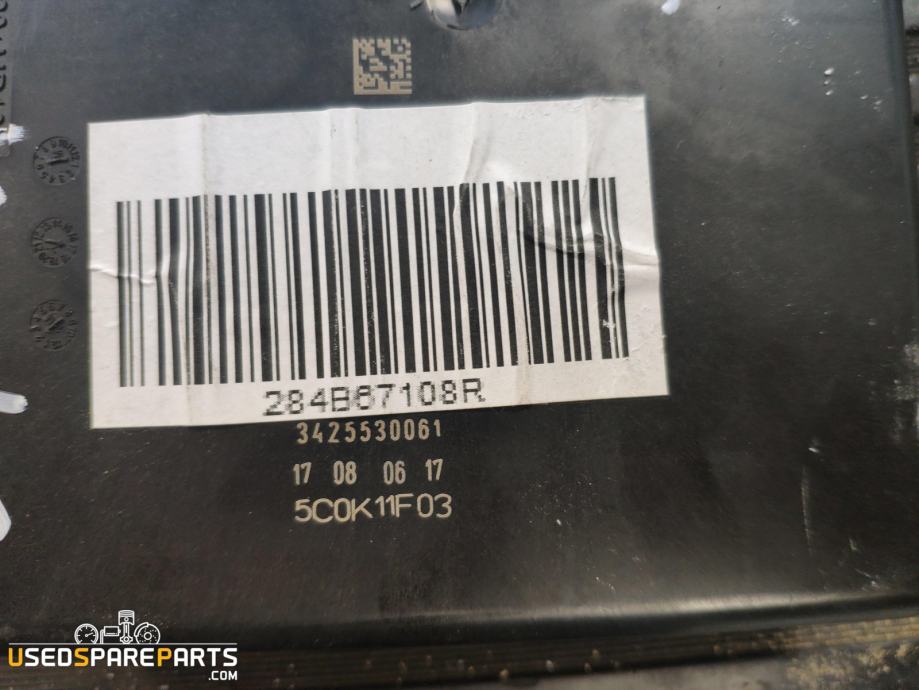 284B67108R
3425530061
17 08 06 17
5C0K11F03
USEDSPAREPARTS
.COM